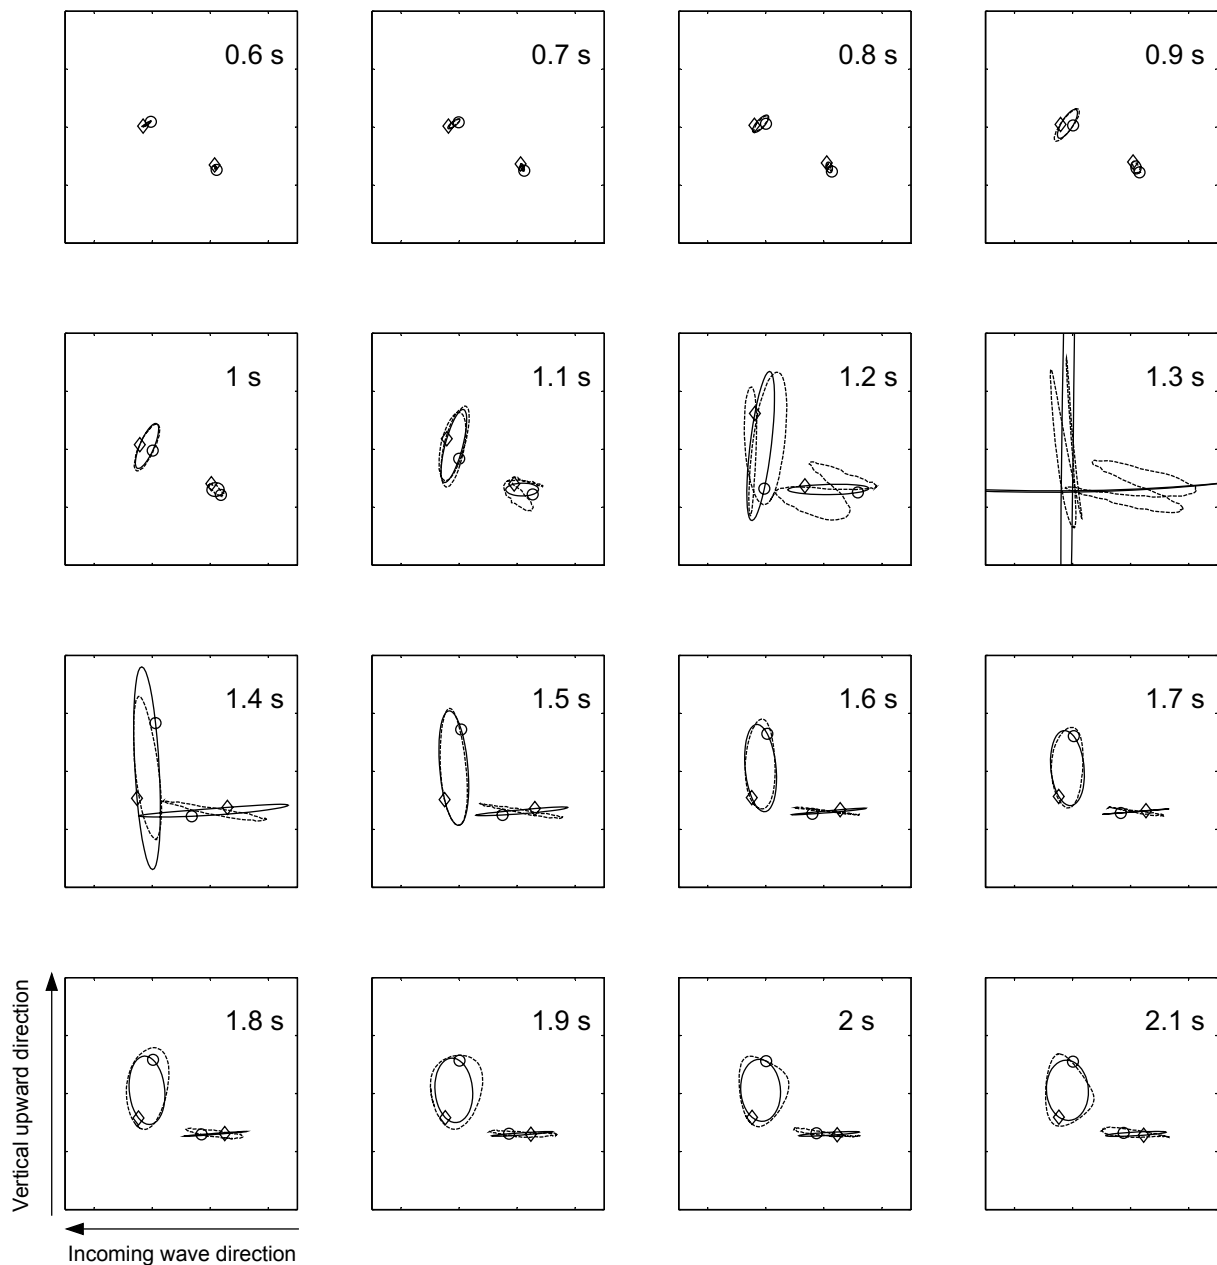 0.6 s
0.7 s
0.8 s
0.9 s
1 s
1.1 s
1.2 s
1.3 s
1.4 s
1.5 s
1.6 s
1.7 s
1.8 s
1.9 s
2 s
2.1 s
Vertical upward direction
Incoming wave direction